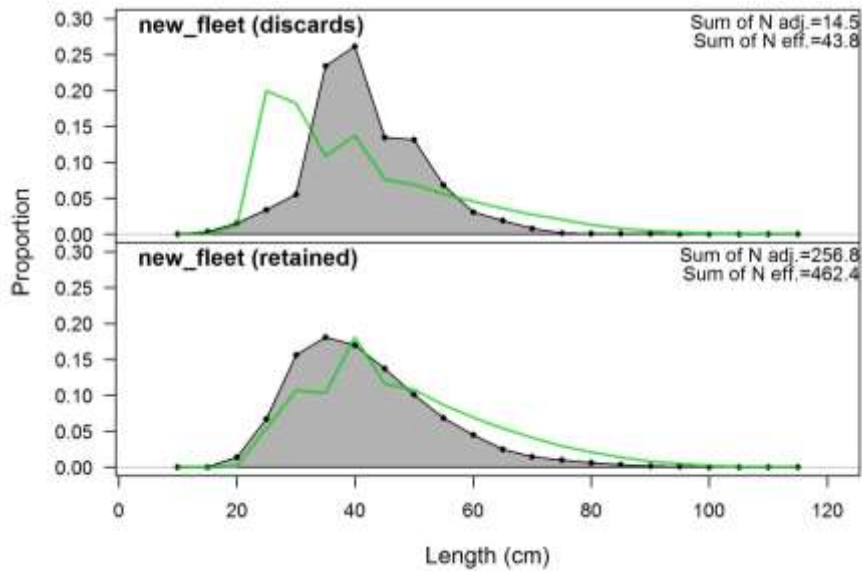 new_fleet (discards)
Sum of N adj.=14.5
Sum of N eff.=43.8
0.30
0.25
0.20
0.15
0.10
0.05
0.00
new_fleet (retained)
Sum of N adj.=256.8
Sum of N eff.=462.4
0.30
0.25
0.20
0.15
0.10
0.05
0.00
Proportion
0 20 40 60 80 100 120
Length (cm)